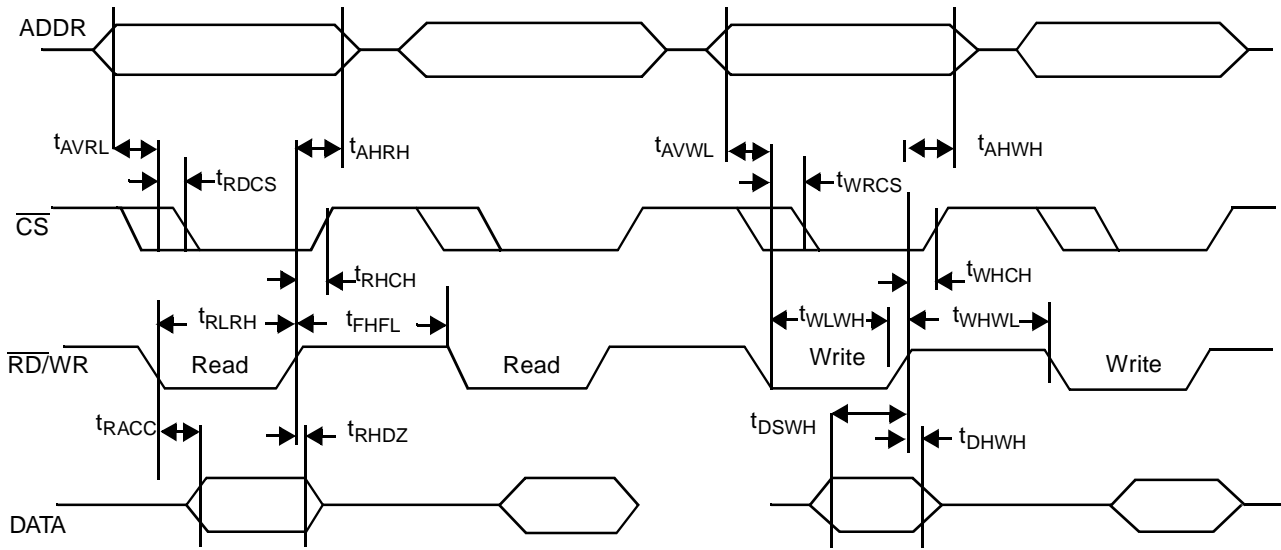 ADDR
tAVRL
tAHRH
tAVWL
tAHWH
tRDCS
tWRCS
CS
tRHCH
tWHCH
tRLRH
tFHFL
tWLWH
tWHWL
RD/WR
Read
Read
Write
Write
tRACC
tRHDZ
tDSWH
tDHWH
DATA